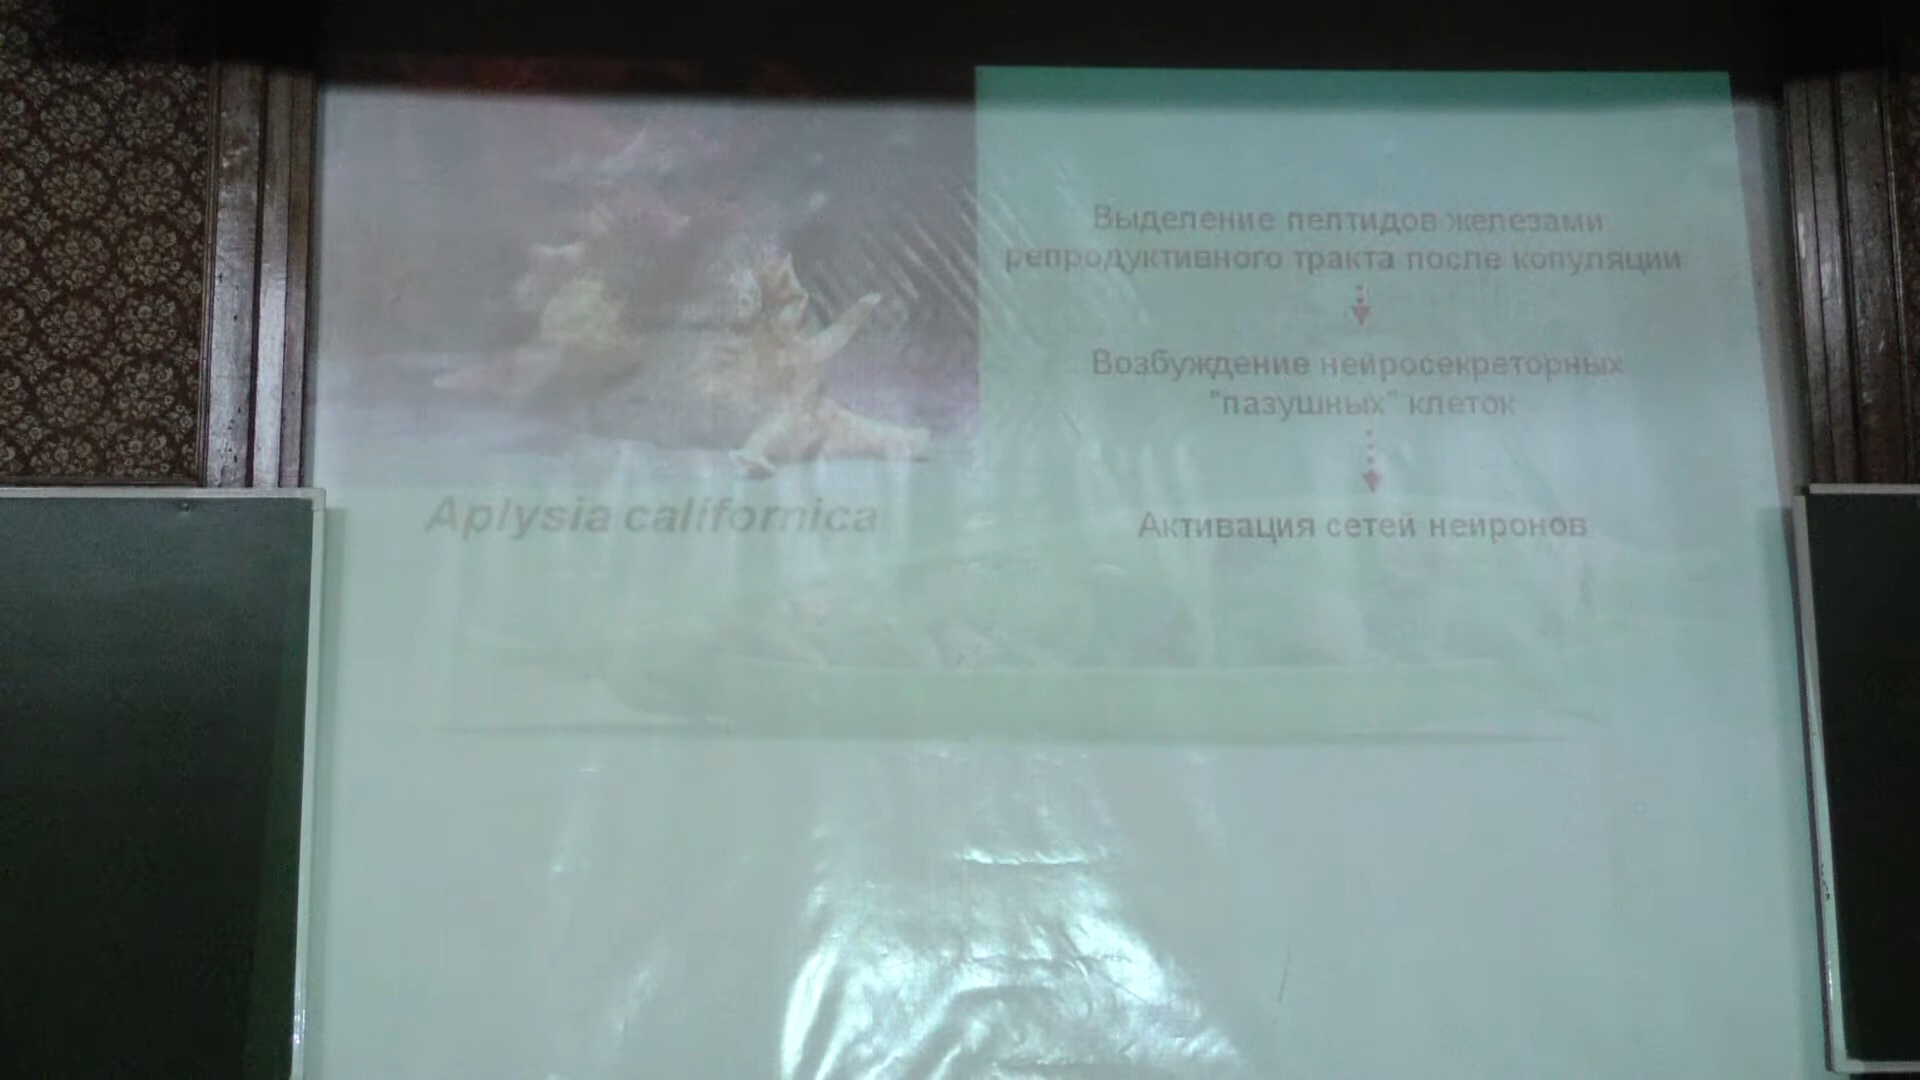 Выделение пептидов железами
репродуктивного тракта после копуляции
Возбуждение нейросекреторных
"пазушных" клеток
Активация сетей нейронов
Aplysia californica